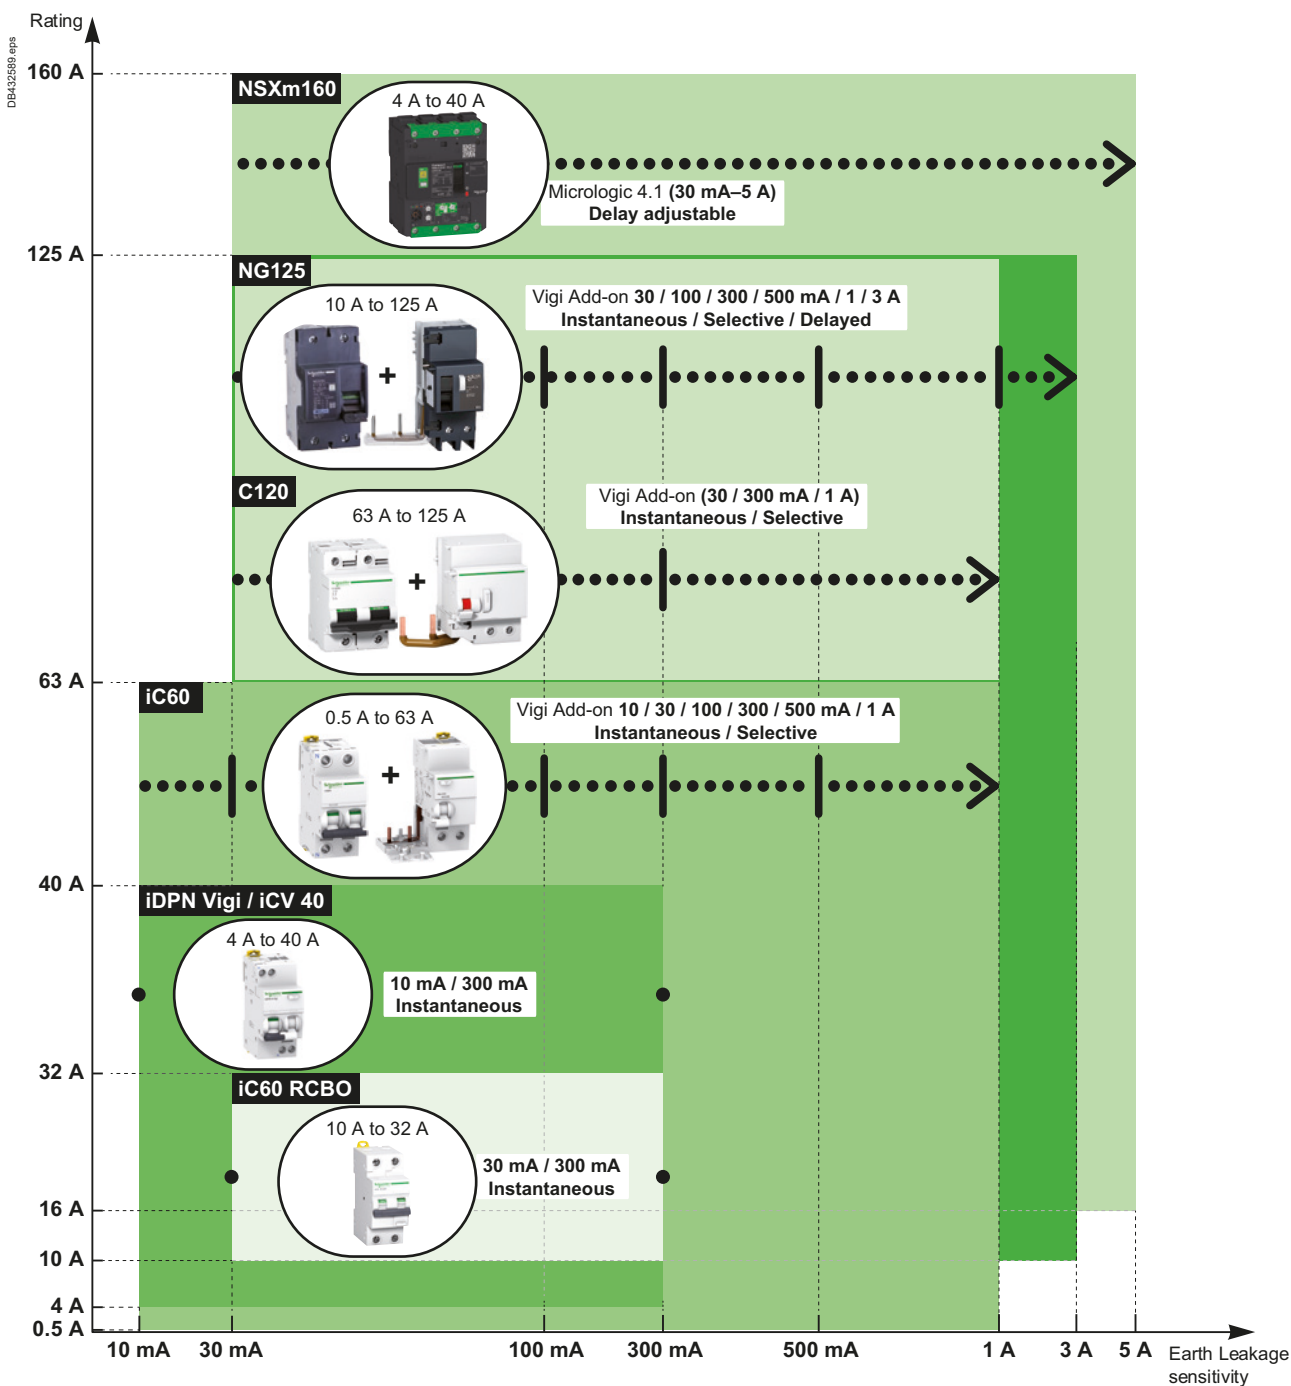 Rating
DB432589.eps
160 A
NSXm160
4 A to 40 A
Micrologic 4.1 (30 mA–5 A)
Delay adjustable
125 A
NG125
10 A to 125 A
Vigi Add-on 30 / 100 / 300 / 500 mA / 1 / 3 A
Instantaneous / Selective / Delayed
+
C120
63 A to 125 A
Vigi Add-on (30 / 300 mA / 1 A)
Instantaneous / Selective
+
63 A
iC60
0.5 A to 63 A
Vigi Add-on 10 / 30 / 100 / 300 / 500 mA / 1 A
Instantaneous / Selective
+
40 A
iDPN Vigi / iCV 40
4 A to 40 A
10 mA / 300 mA
Instantaneous
32 A
iC60 RCBO
10 A to 32 A
30 mA / 300 mA
Instantaneous
16 A
10 A
4 A
0.5 A
10 mA 30 mA 100 mA 300 mA 500 mA 1 A 3 A 5 A
Earth Leakage
sensitivity